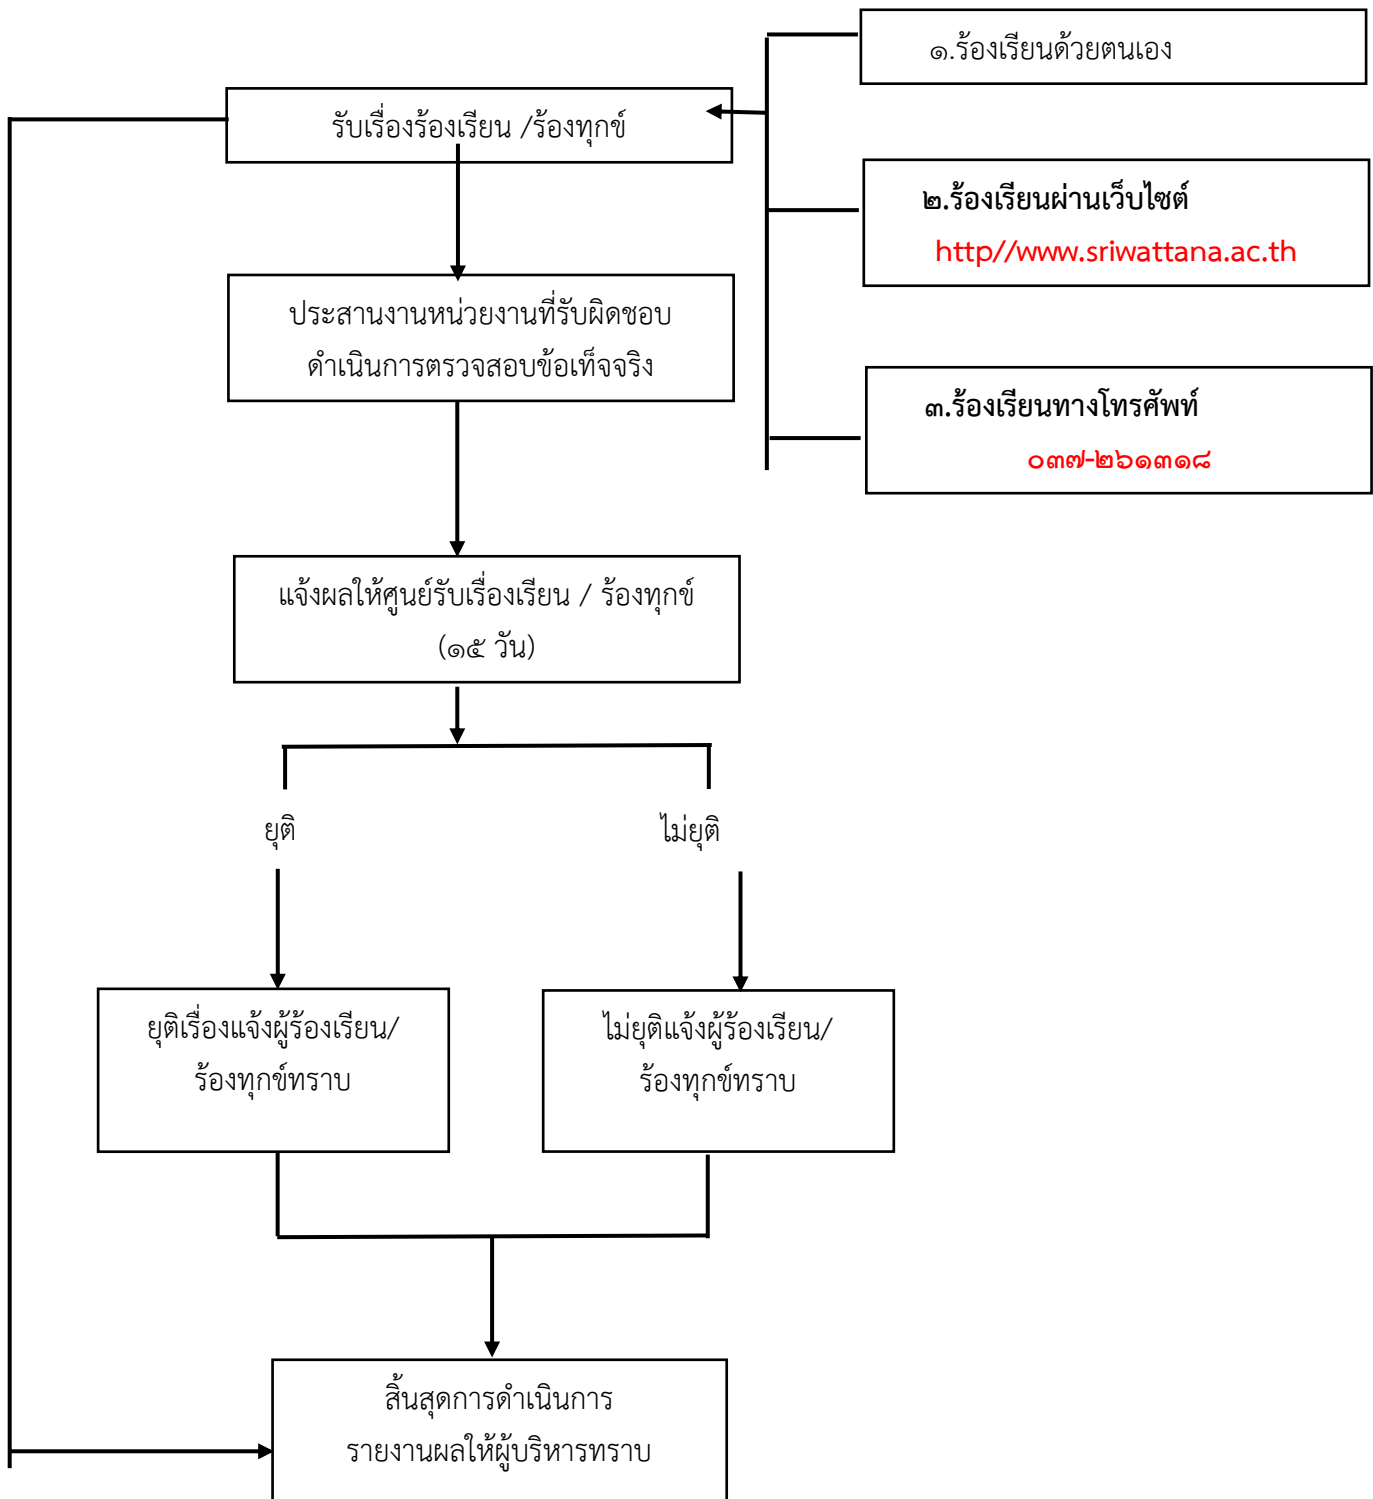 ๑.ร้องเรียนด้วยตนเอง
รับเรื่องร้องเรียน /ร้องทุกข์
๒.ร้องเรียนผ่านเว็บไซต์
http//www.sriwattana.ac.th
ประสานงานหน่วยงานที่รับผิดชอบ
ดำเนินการตรวจสอบข้อเท็จจริง
๓.ร้องเรียนทางโทรศัพท์
๐๓๗-๒๖๑๓๑๘
แจ้งผลให้ศูนย์รับเรื่องเรียน / ร้องทุกข์
(๑๕ วัน)
ยุติ
ไม่ยุติ
ยุติเรื่องแจ้งผู้ร้องเรียน/
ร้องทุกข์ทราบ
ไม่ยุติแจ้งผู้ร้องเรียน/
ร้องทุกข์ทราบ
สิ้นสุดการดำเนินการ
รายงานผลให้ผู้บริหารทราบ